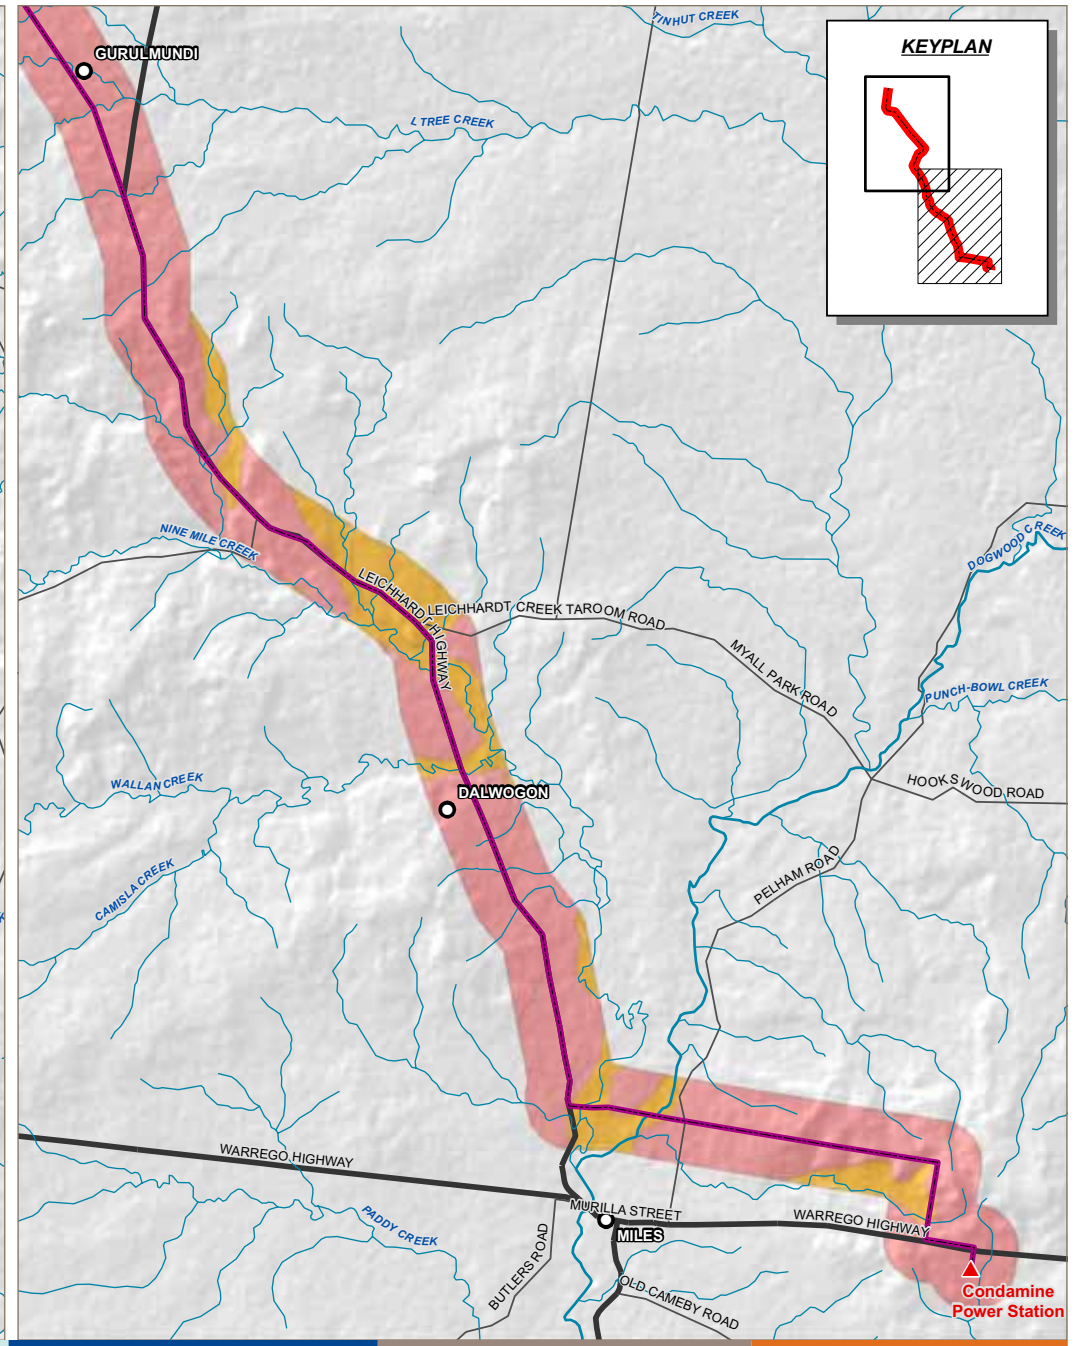 TINHUT CREEK
KEYPLAN
GURULMUNDI
L TREE CREEK
NINE MILE CREEK
DOGWOOD CREEK
LEICHHARDT HIGHWAY
LEICHHARDT CREEK TAROOM ROAD
MYALL PARK ROAD
PUNCH-BOWL CREEK
WALLAN CREEK
DALWOGON
HOOKSWOOD ROAD
PELHAM ROAD
CAMISLA CREEK
WARREGO HIGHWAY
PADDY CREEK
MURILLA STREET
WARREGO HIGHWAY
MILES
BUTLERS ROAD
OLD CAMEBY ROAD
Condamine
Power Station